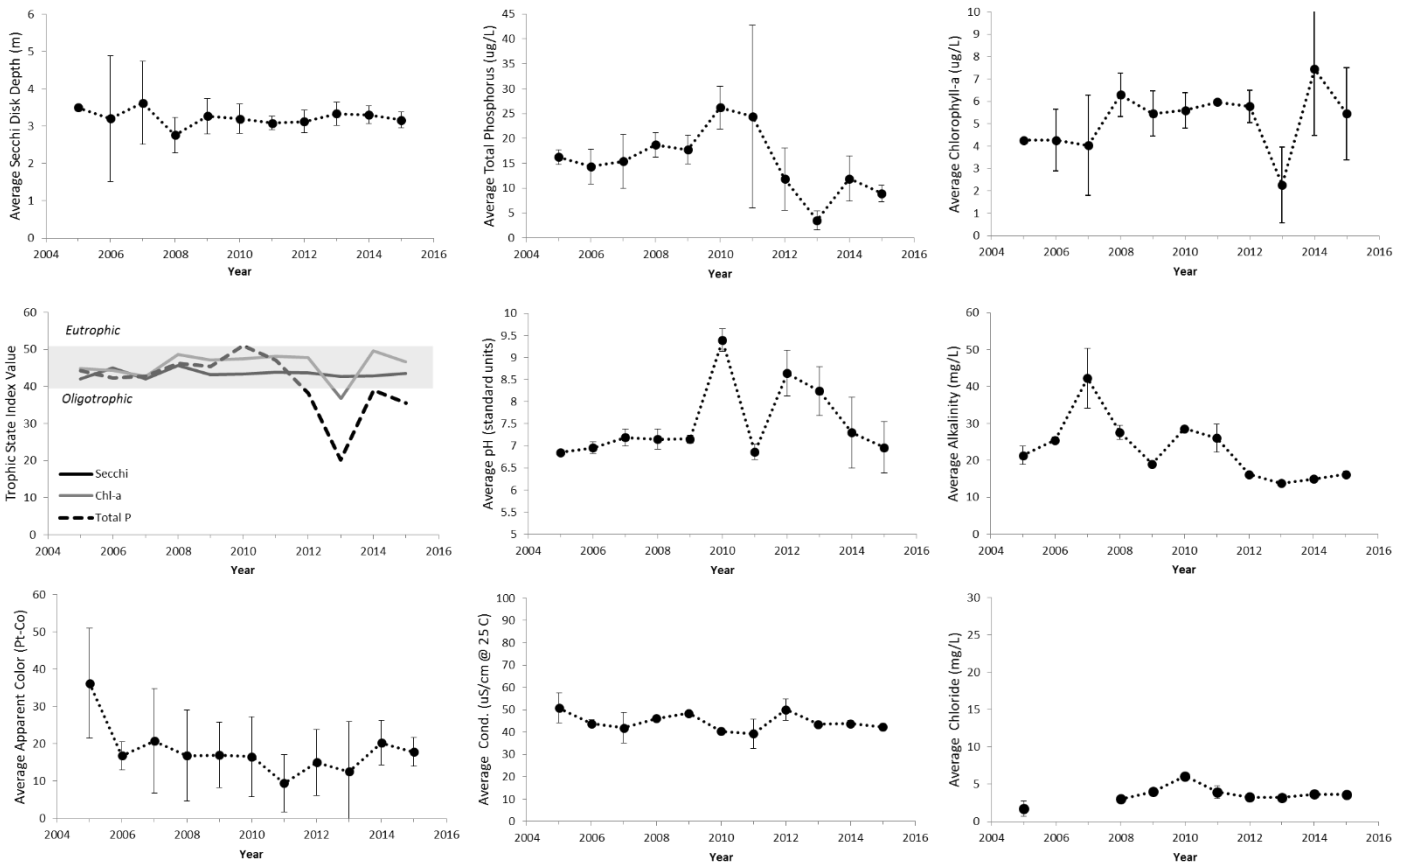 Average Secchi Disk Depth (m)
6
5
4
3
2
1
0
2004 2006 2008 2010 2012 2014 2016
Year
Average Total Phosphorus (ug/L)
45
40
35
30
25
20
15
10
5
0
2004 2006 2008 2010 2012 2014 2016
Year
Average Chlorophyll-a (ug/L)
10
9
8
7
6
5
4
3
2
1
0
2004 2006 2008 2010 2012 2014 2016
Year
Trophic State Index Value
60
50
40
30
20
10
0
Eutrophic
Oligotrophic
Secchi
Chl-a
Total P
2004 2006 2008 2010 2012 2014 2016
Year
Average pH (standard units)
10
9.5
9
8.5
8
7.5
7
6.5
6
5.5
5
2004 2006 2008 2010 2012 2014 2016
Year
Average Alkalinity (mg/L)
60
50
40
30
20
10
0
2004 2006 2008 2010 2012 2014 2016
Year
Average Apparent Color (Pt-Co)
60
50
40
30
20
10
0
2004 2006 2008 2010 2012 2014 2016
Year
Average Cond. (uS/cm @ 25 C)
100
90
80
70
60
50
40
30
20
10
0
2004 2006 2008 2010 2012 2014 2016
Year
Average Chloride (mg/L)
30
25
20
15
10
5
0
2004 2006 2008 2010 2012 2014 2016
Year